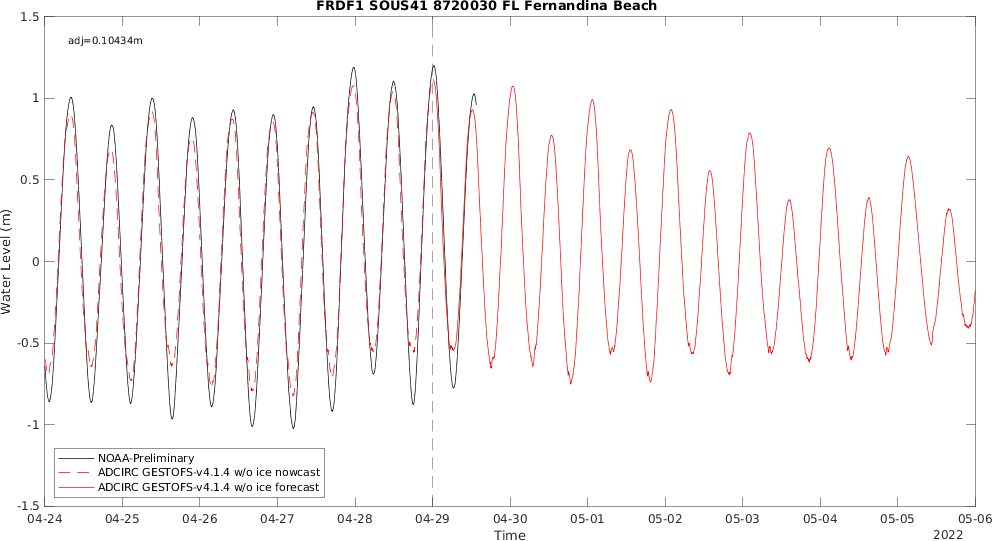 FRDF1 SOUS41 8720030 FL Fernandina Beach
adj=0.10434m
1.5
1
0.5
0
-0.5
-1
-1.5
Water Level (m)
NOAA-Preliminary
ADCIRC GESTOFS-v4.1.4 w/o ice nowcast
ADCIRC GESTOFS-v4.1.4 w/o ice forecast
04-24 04-25 04-26 04-27 04-28 04-29 04-30 05-01 05-02 05-03 05-04 05-05 05-06
Time
2022